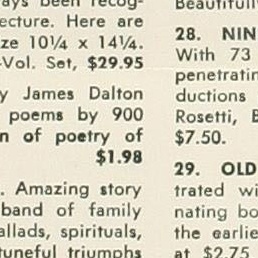 ays been recog-
ecture. Here are
ze 10¼ x 14¼.
-Vol. Set, $29.95
y James Dalton
poems by 900
n of poetry of
$1.98
. Amazing story
band of family
allads, spirituals,
tuneful triumphs
Beautifully
28. NIN
With 73
penetratin
ductions
Rosetti, B
$7.50.
29. OLD
trated wi
nating bo
the earlie
at $2.75